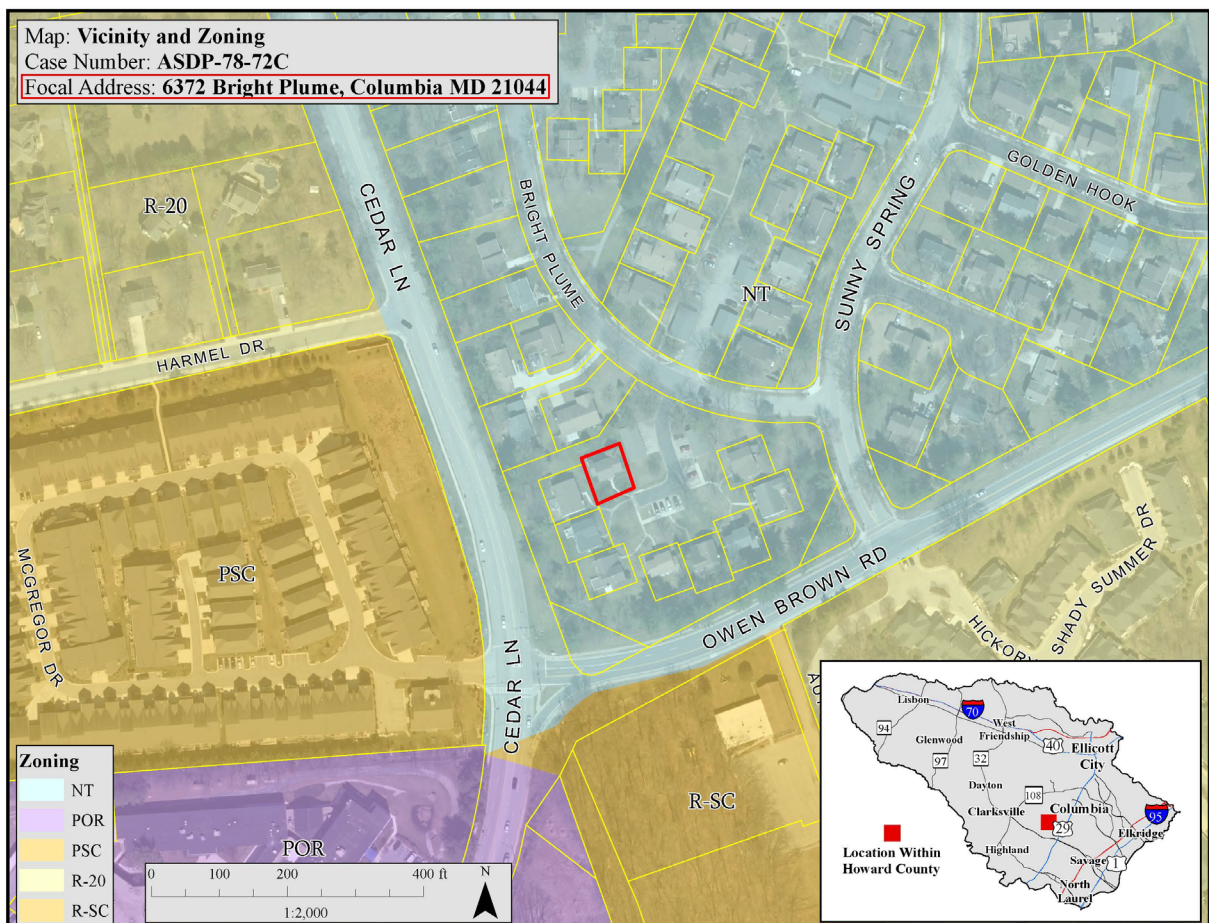 Map: Vicinity and Zoning
Case Number: ASDP-78-72C
Focal Address: 6372 Bright Plume, Columbia MD 21044
R-20
CEDAR LN
BRIGHT PLUME
GOLDEN HOOK
SUNNY SPRING
NT
HARMEL DR
MCGREGOR DR
PSC
OWEN BROWN RD
SHADY SUMMER DR
HICKORY
CEDAR LN
R-SC
POR
Zoning
NT
POR
PSC
R-20
R-SC
0 100 200 400 ft
1:2,000
N
Lisbon
70
West
Friendship
94
Glenwood
40
Ellicott
City
97
32
Dayton
108
Clarksville
Columbia
29
95
Elkridge
Highland
Savage
1
North
Laurel
Location Within
Howard County